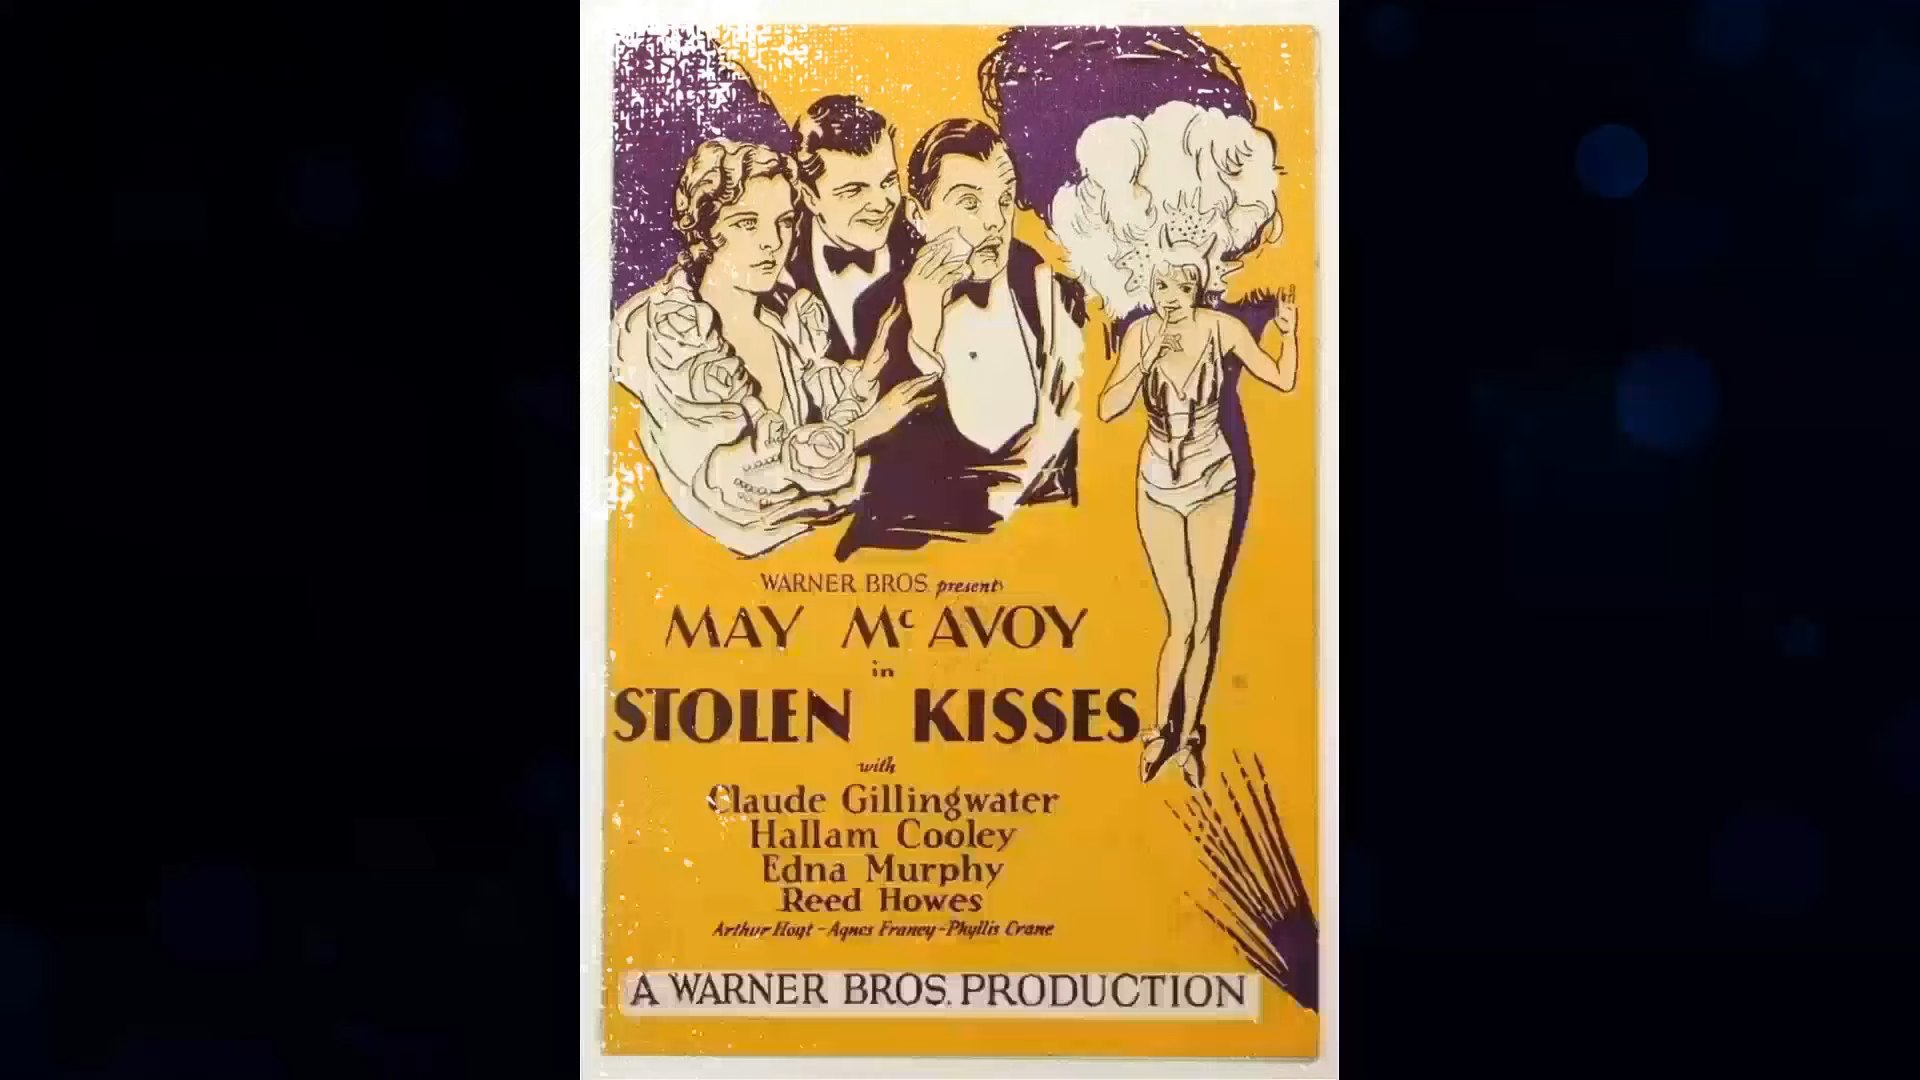 WARNER BROS. present
MAY McAVOY
in
STOLEN KISSES
with
Claude Gillingwater
Hallam Cooley
Edna Murphy
Reed Howes
Arthur Hoyt - Agnes Franey - Phyllis Crane
A WARNER BROS. PRODUCTION